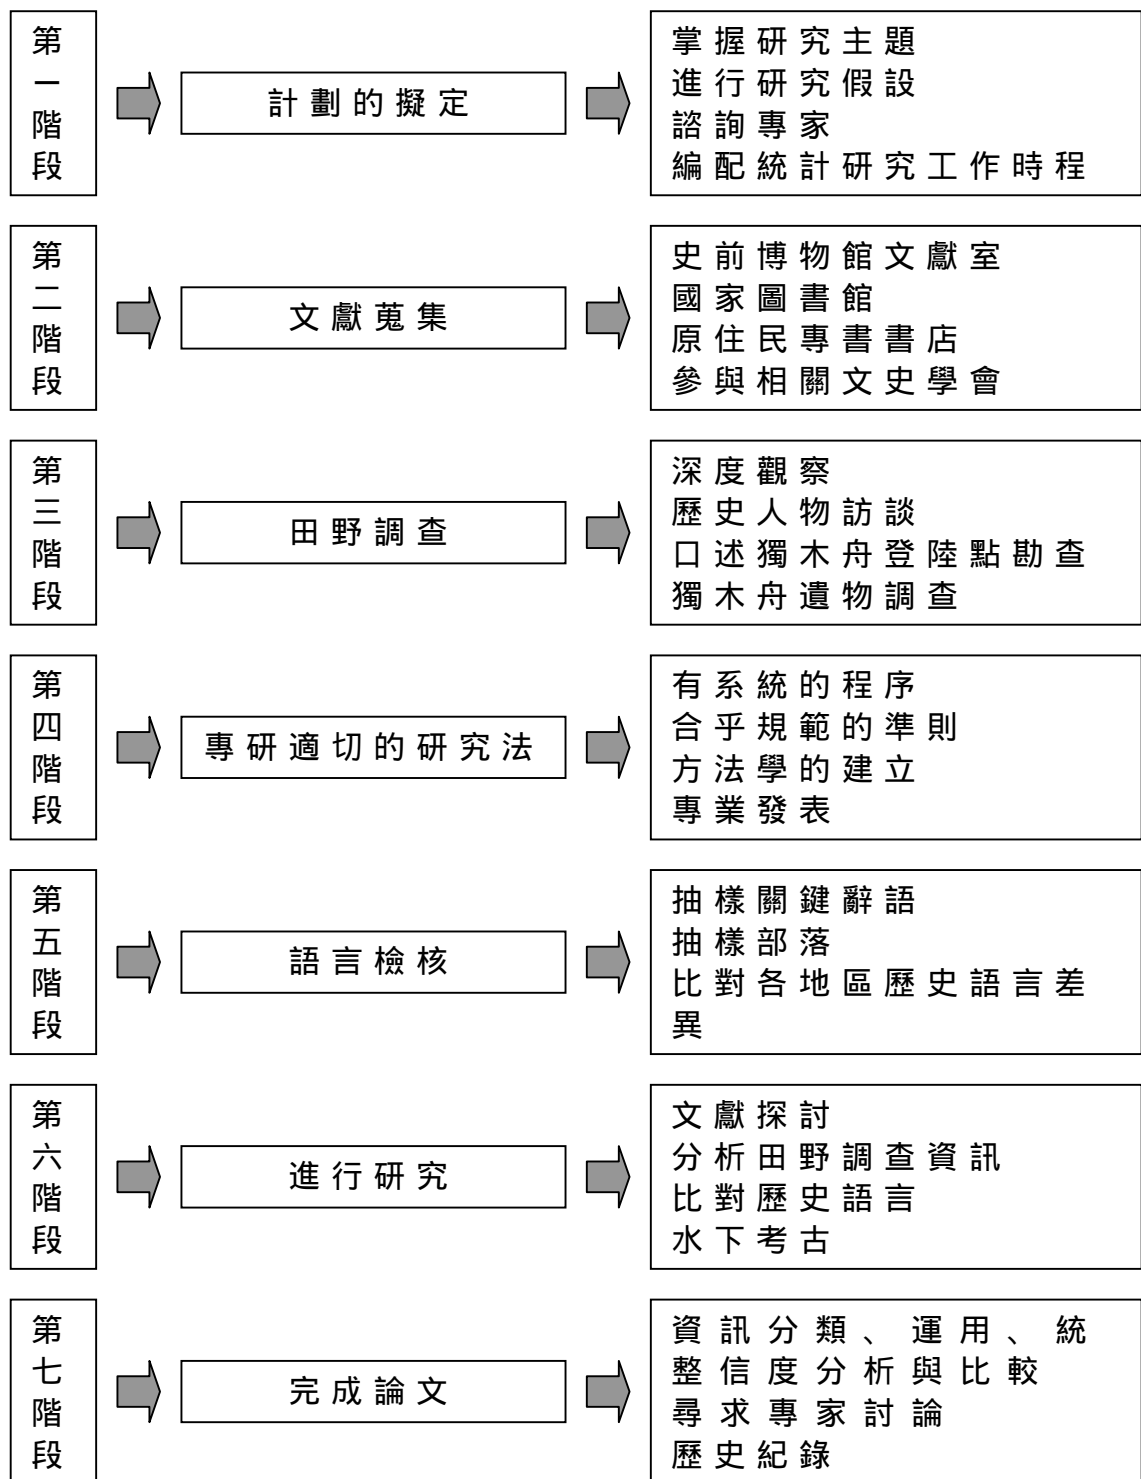 第一階段
計劃的擬定
掌握研究主題
進行研究假設
諮詢專家
編配統計研究工作時程
第二階段
文獻蒐集
史前博物館文獻室
國家圖書館
原住民專書書店
參與相關文史學會
第三階段
田野調查
深度觀察
歷史人物訪談
口述獨木舟登陸點勘查
獨木舟遺物調查
第四階段
專研適切的研究法
有系統的程序
合乎規範的準則
方法學的建立
專業發表
第五階段
語言檢核
抽樣關鍵辭語
抽樣部落
比對各地區歷史語言差
異
第六階段
進行研究
文獻探討
分析田野調查資訊
比對歷史語言
水下考古
第七階段
完成論文
資訊分類、運用、統
整信度分析與比較
尋求專家討論
歷史紀錄